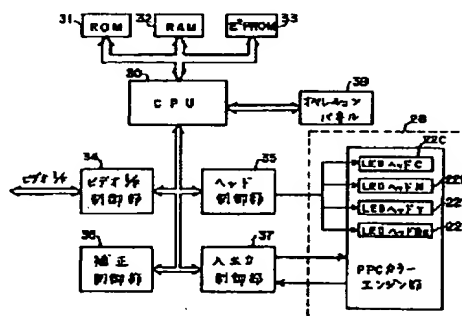 31 32 33
ROM RAM E²PROM
30
CPU
39
オペレーション
パネル
28
22C
LEDヘッドC
34 35
ビデオI/F
ビデオI/F
制御部
ヘッド
制御部
LEDヘッドM
LEDヘッドY
LEDヘッドBK
36 37
補正
制御部
入出力
制御部
PPCカラー
エンジン部